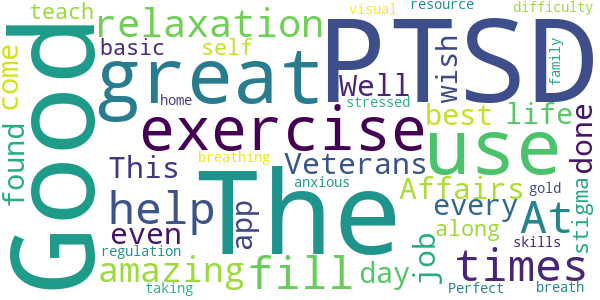 teach
relaxation
visual
resource
difficulty
come
Good
basic
self
great
PTSD
Well
wish
family
home
stressed
best
life
done
found
exercise
use
This
breathing
Veterans
anxious
The
Affairs
gold
stigma
help
even
app
every
At
along
regulation
skills
amazing
fill
day
job
times
taking
Perfect
breath